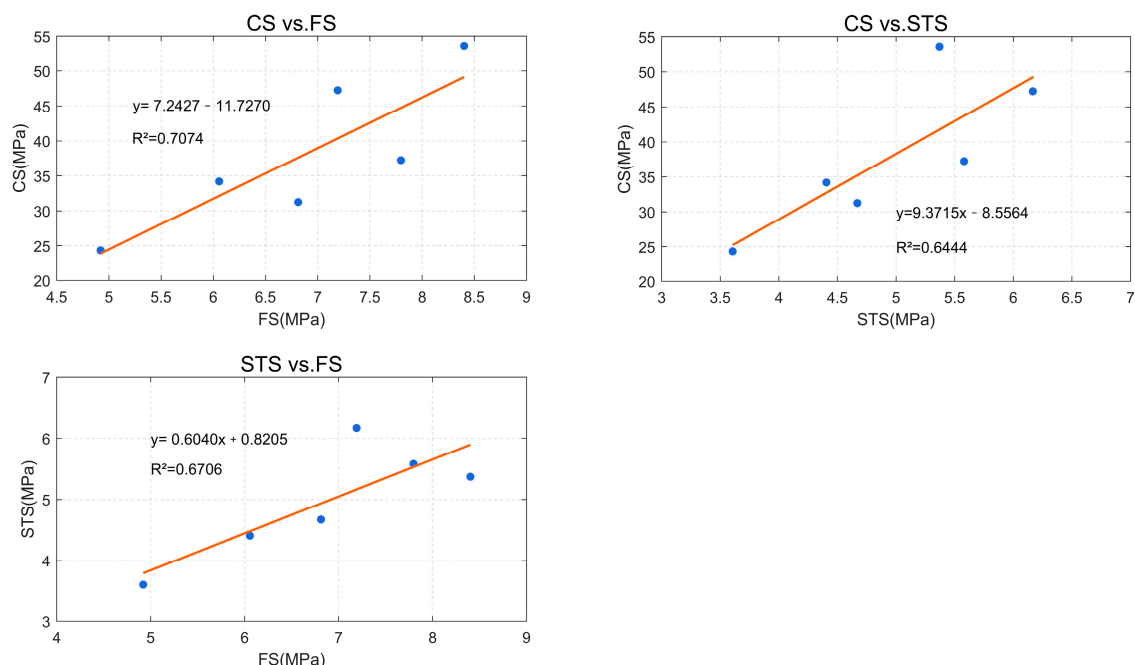 CS vs.FS
55
50
45
40
35
30
25
20
CS(MPa)
y= 7.2427 - 11.7270
R²=0.7074
4.5 5 5.5 6 6.5 7 7.5 8 8.5 9
FS(MPa)
CS vs.STS
55
50
45
40
35
30
25
20
CS(MPa)
y=9.3715x - 8.5564
R²=0.6444
3 3.5 4 4.5 5 5.5 6 6.5 7
STS(MPa)
STS vs.FS
7
6
5
4
3
STS(MPa)
y= 0.6040x + 0.8205
R²=0.6706
4 5 6 7 8 9
FS(MPa)